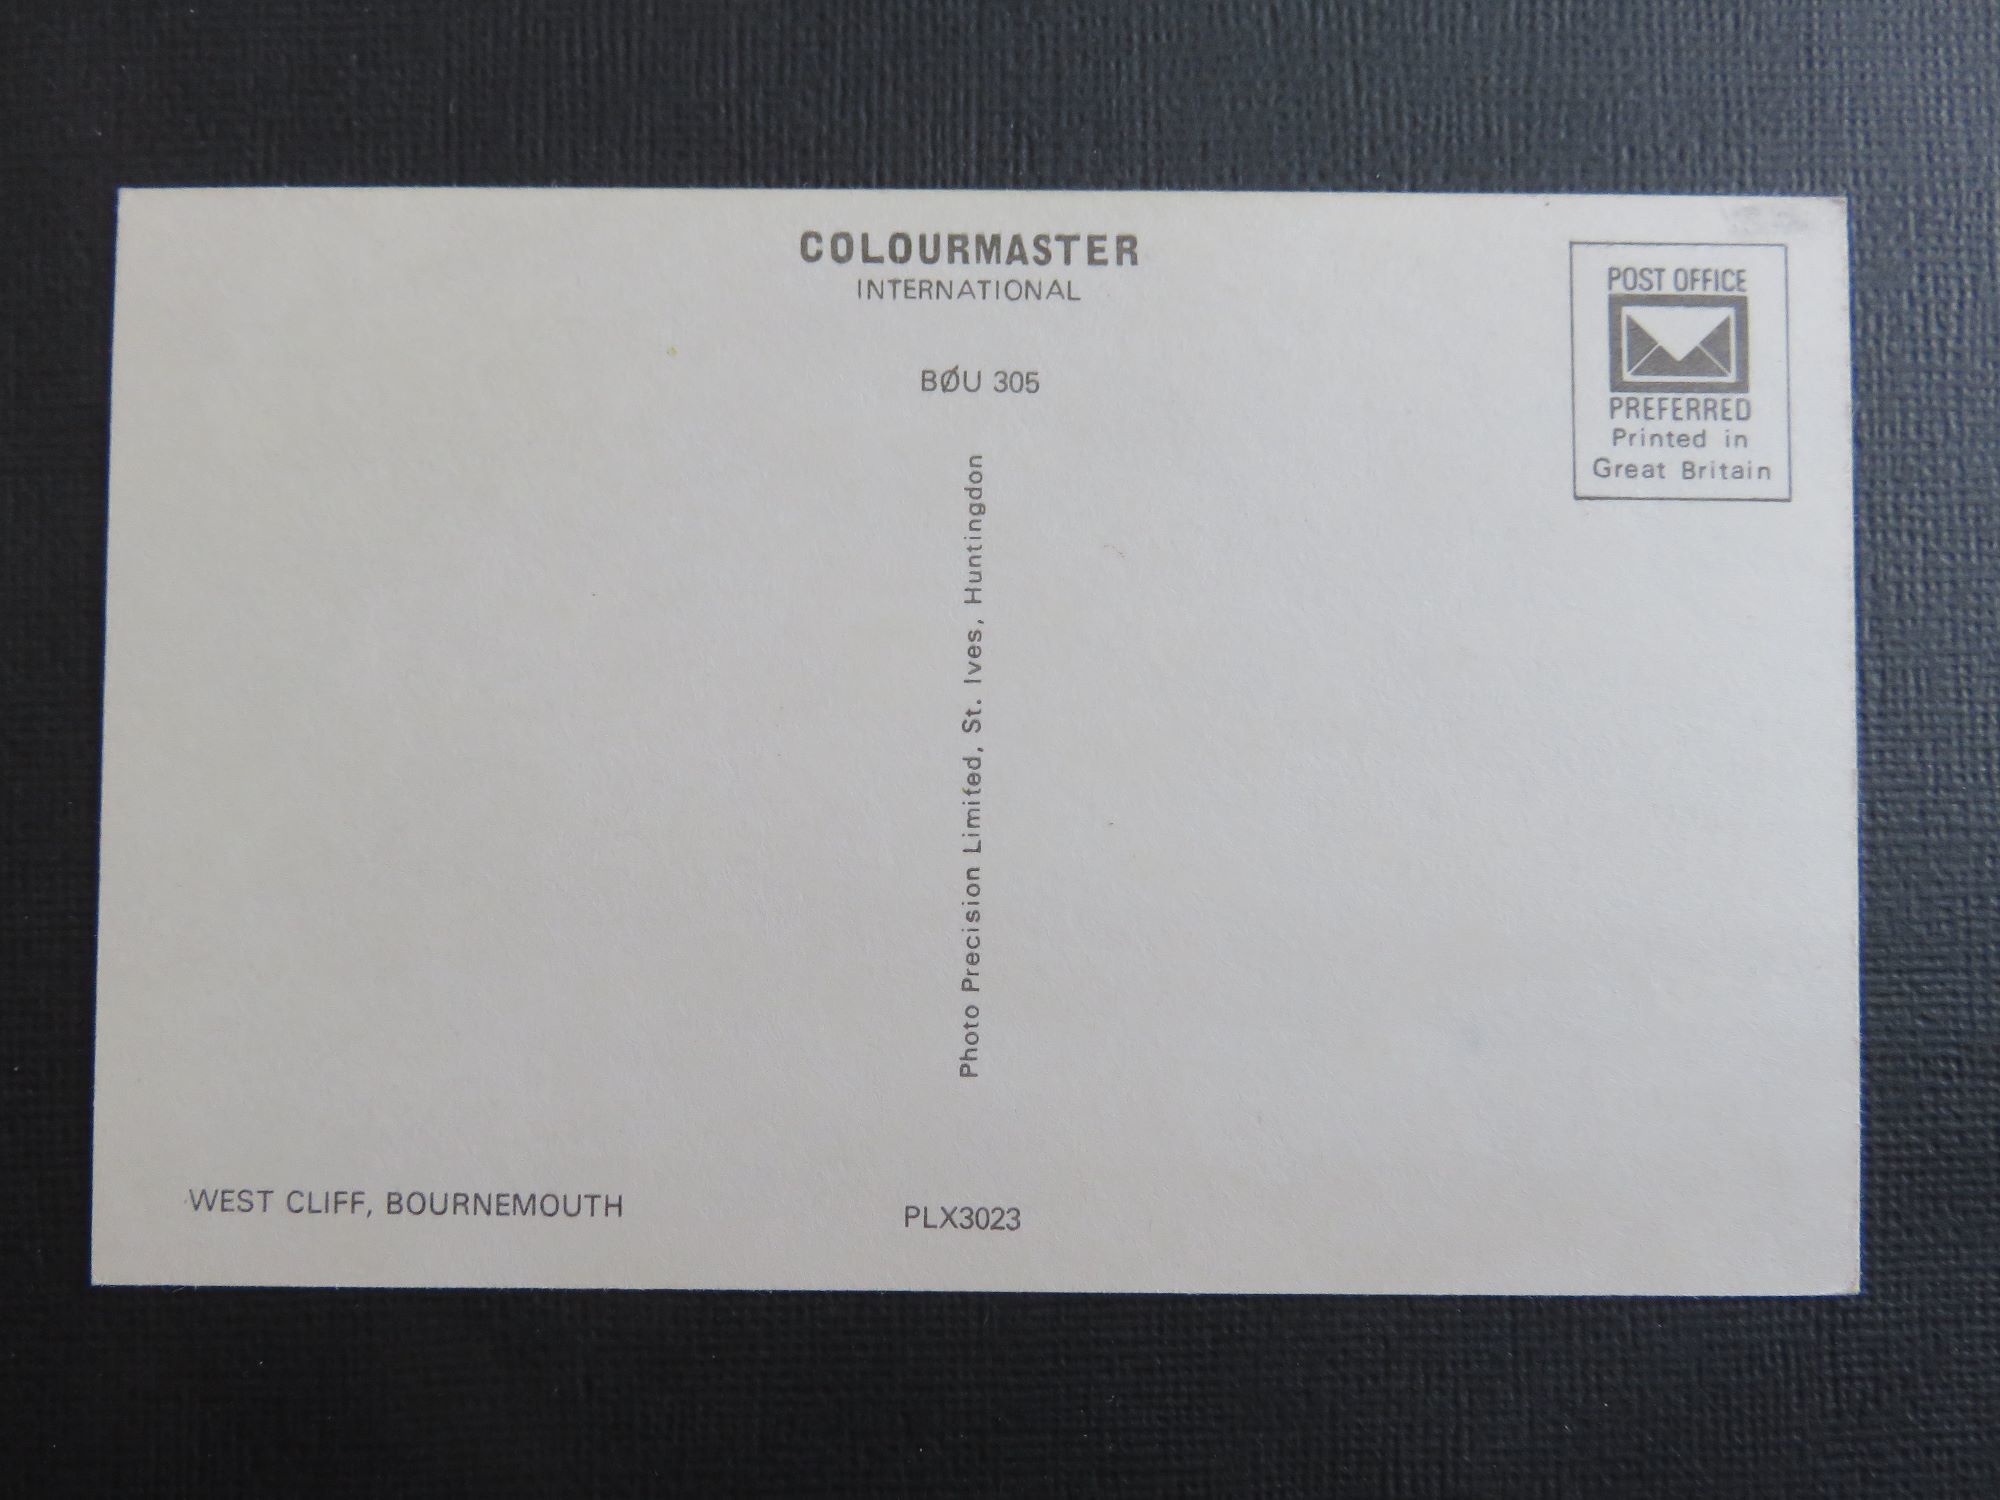 COLOURMASTER
INTERNATIONAL
BØU 305
POST OFFICE
PREFERRED
Printed in
Great Britain
Photo Precision Limited, St. Ives, Huntingdon
WEST CLIFF, BOURNEMOUTH
PLX3023